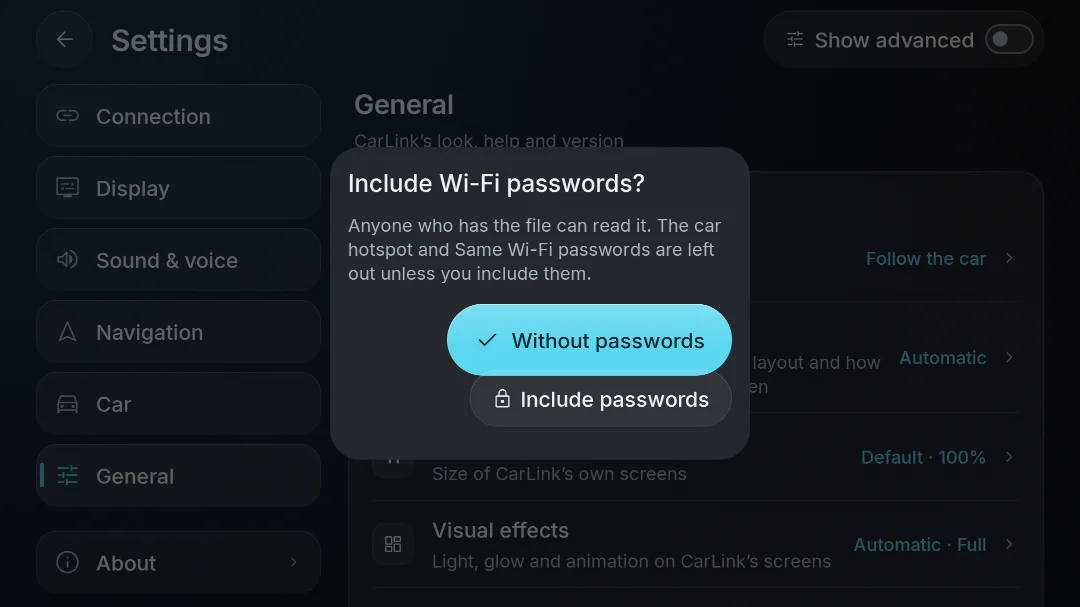 Settings
Show advanced
Connection
Display
Sound & voice
Navigation
Car
General
About
General
CarLink's look, help and version
Include Wi-Fi passwords?
Anyone who has the file can read it. The car
hotspot and Same Wi-Fi passwords are left
out unless you include them.
Without passwords
Include passwords
Follow the car
layout and how
Automatic
Size of CarLink's own screens
Default · 100%
Visual effects
Light, glow and animation on CarLink's screens
Automatic · Full